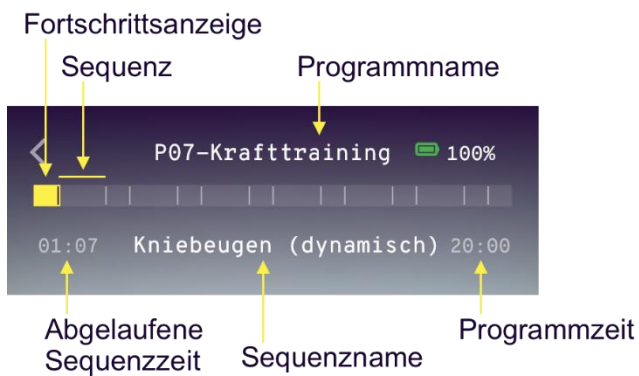 Fortschrittsanzeige
Sequenz
Programmname
P07-Krafttraining 100%
01:07 Kniebeugen (dynamisch) 20:00
Abgelaufene
Sequenzzeit
Sequenzname
Programmzeit